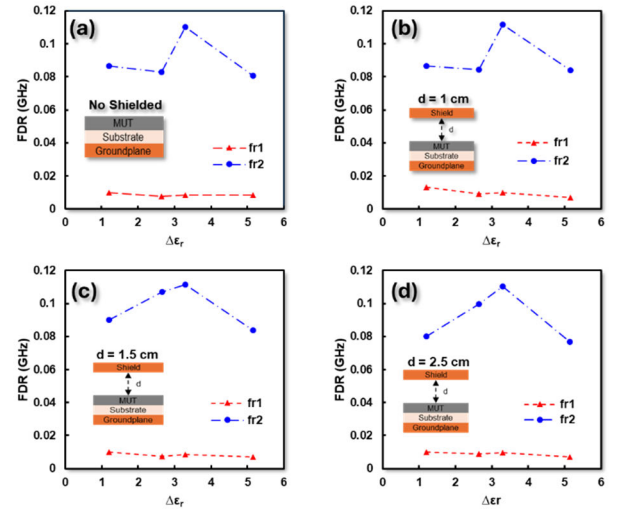 (a)
FDR (GHz)
0.12
0.1
0.08
0.06
0.04
0.02
0
No Shielded
MUT
Substrate
Groundplane
fr1
fr2
0 1 2 3 4 5 6
Δεr
(b)
FDR (GHz)
0.12
0.1
0.08
0.06
0.04
0.02
0
d = 1 cm
Shield
d
MUT
Substrate
Groundplane
fr1
fr2
0 1 2 3 4 5 6
Δεr
(c)
FDR (GHz)
0.12
0.1
0.08
0.06
0.04
0.02
0
d = 1.5 cm
Shield
d
MUT
Substrate
Groundplane
fr1
fr2
0 1 2 3 4 5 6
Δεr
(d)
FDR (GHz)
0.12
0.1
0.08
0.06
0.04
0.02
0
d = 2.5 cm
Shield
d
MUT
Substrate
Groundplane
fr1
fr2
0 1 2 3 4 5 6
Δεr